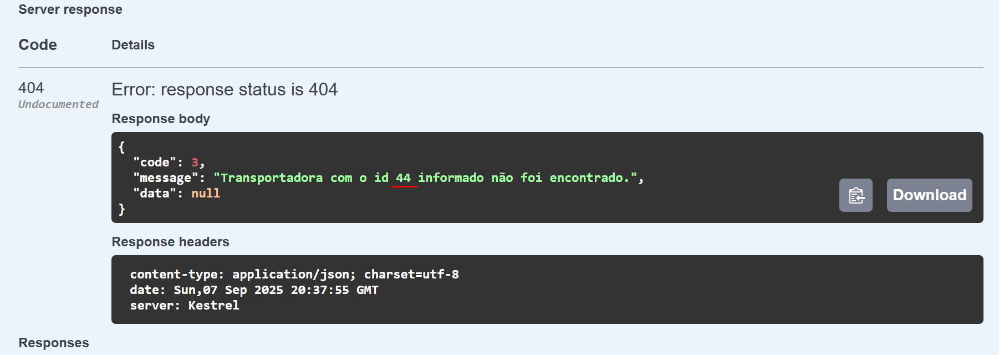 Server response
Code Details
404 Error: response status is 404
Undocumented
Response body
{
  "code": 3,
  "message": "Transportadora com o id 44 informado não foi encontrado.",
  "data": null
}
Download
Response headers
content-type: application/json; charset=utf-8
date: Sun,07 Sep 2025 20:37:55 GMT
server: Kestrel
Responses